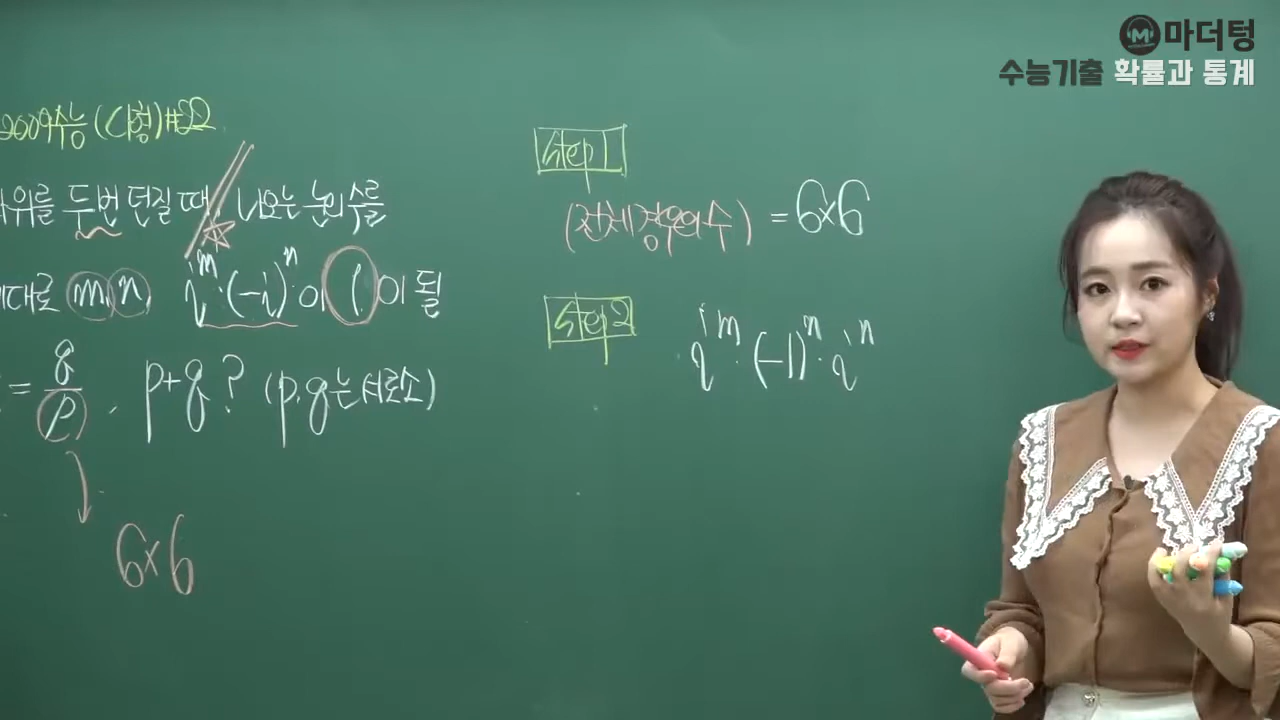 마더텅
수능기출 확률과 통계
2009수능(나형)#22
사위를 두번 던질 때, 나오는 눈의 수를
대로 m, n, i^m · (-i)^n 이 1이 될
= q/p, p+q? (p, q는 서로소)
6×6
Step 1
(전체 경우의 수) = 6×6
Step 2
i^m · (-1)^n · i^n